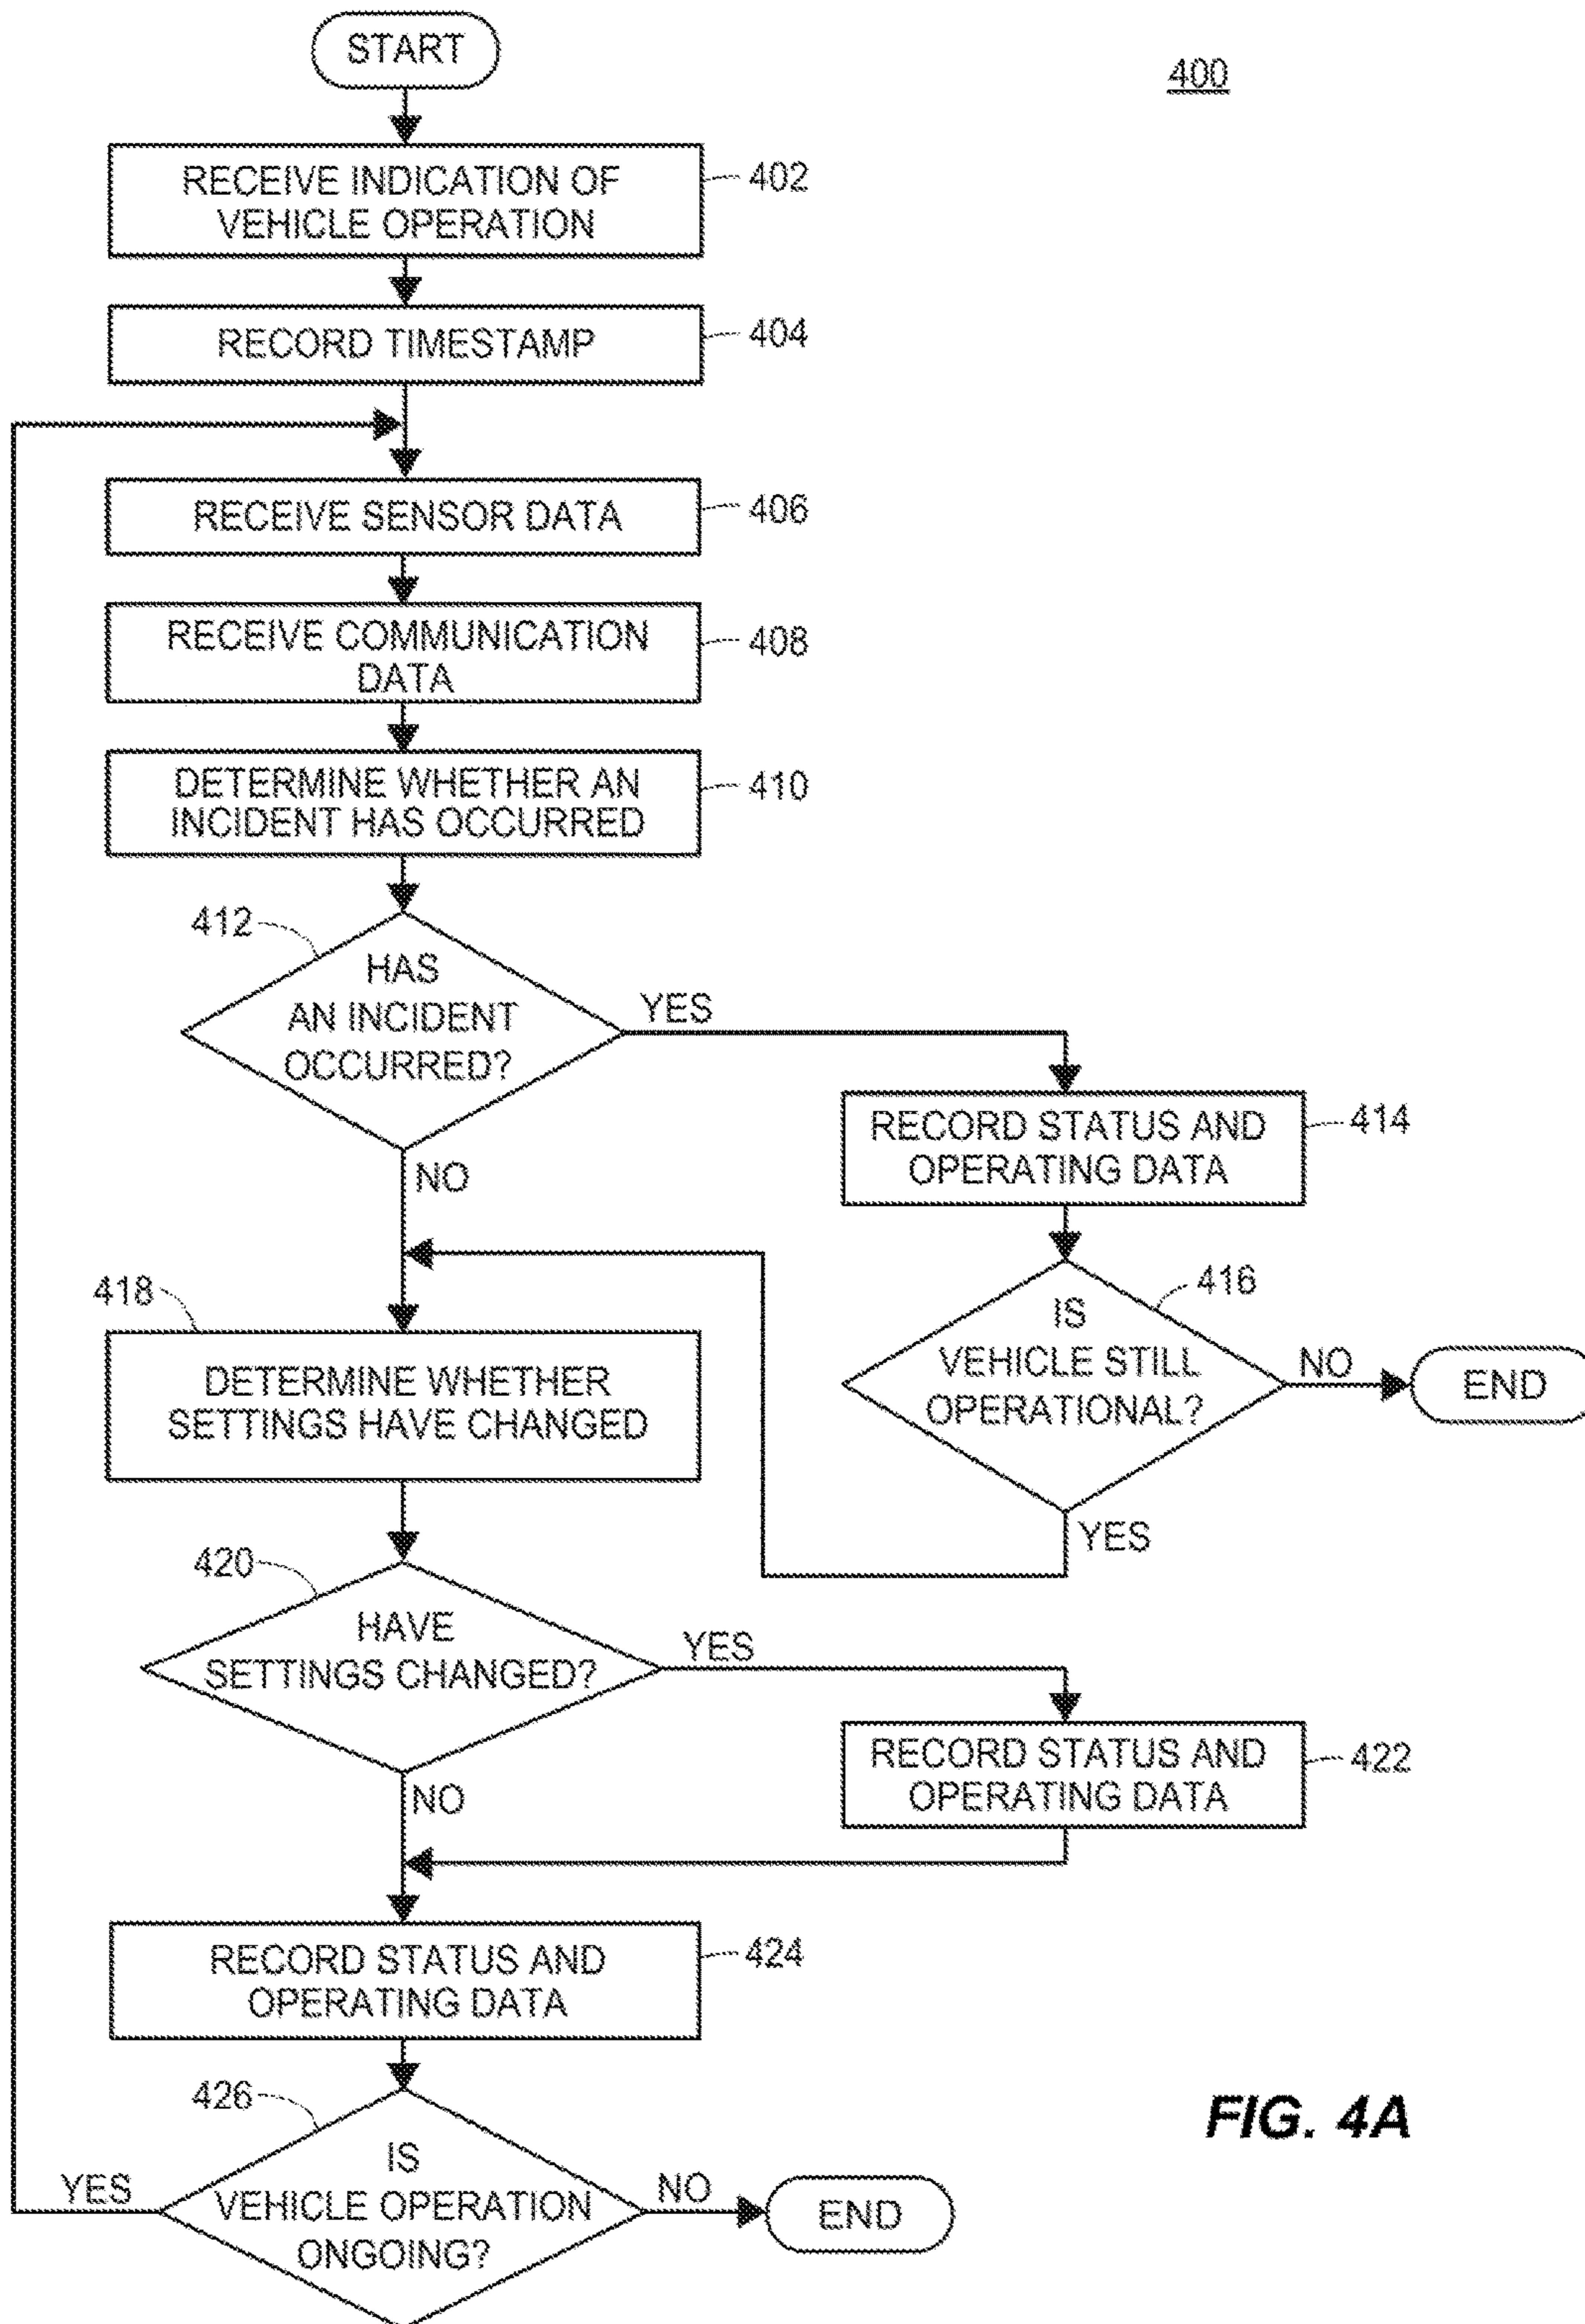 START
400
RECEIVE INDICATION OF
VEHICLE OPERATION
402
RECORD TIMESTAMP
404
RECEIVE SENSOR DATA
406
RECEIVE COMMUNICATION
DATA
408
DETERMINE WHETHER AN
INCIDENT HAS OCCURRED
410
412
HAS
AN INCIDENT
OCCURRED?
YES
NO
RECORD STATUS AND
OPERATING DATA
414
416
IS
VEHICLE STILL
OPERATIONAL?
NO
END
YES
418
DETERMINE WHETHER
SETTINGS HAVE CHANGED
420
HAVE
SETTINGS CHANGED?
YES
NO
RECORD STATUS AND
OPERATING DATA
422
RECORD STATUS AND
OPERATING DATA
424
426
IS
VEHICLE OPERATION
ONGOING?
YES
NO
END
FIG. 4A